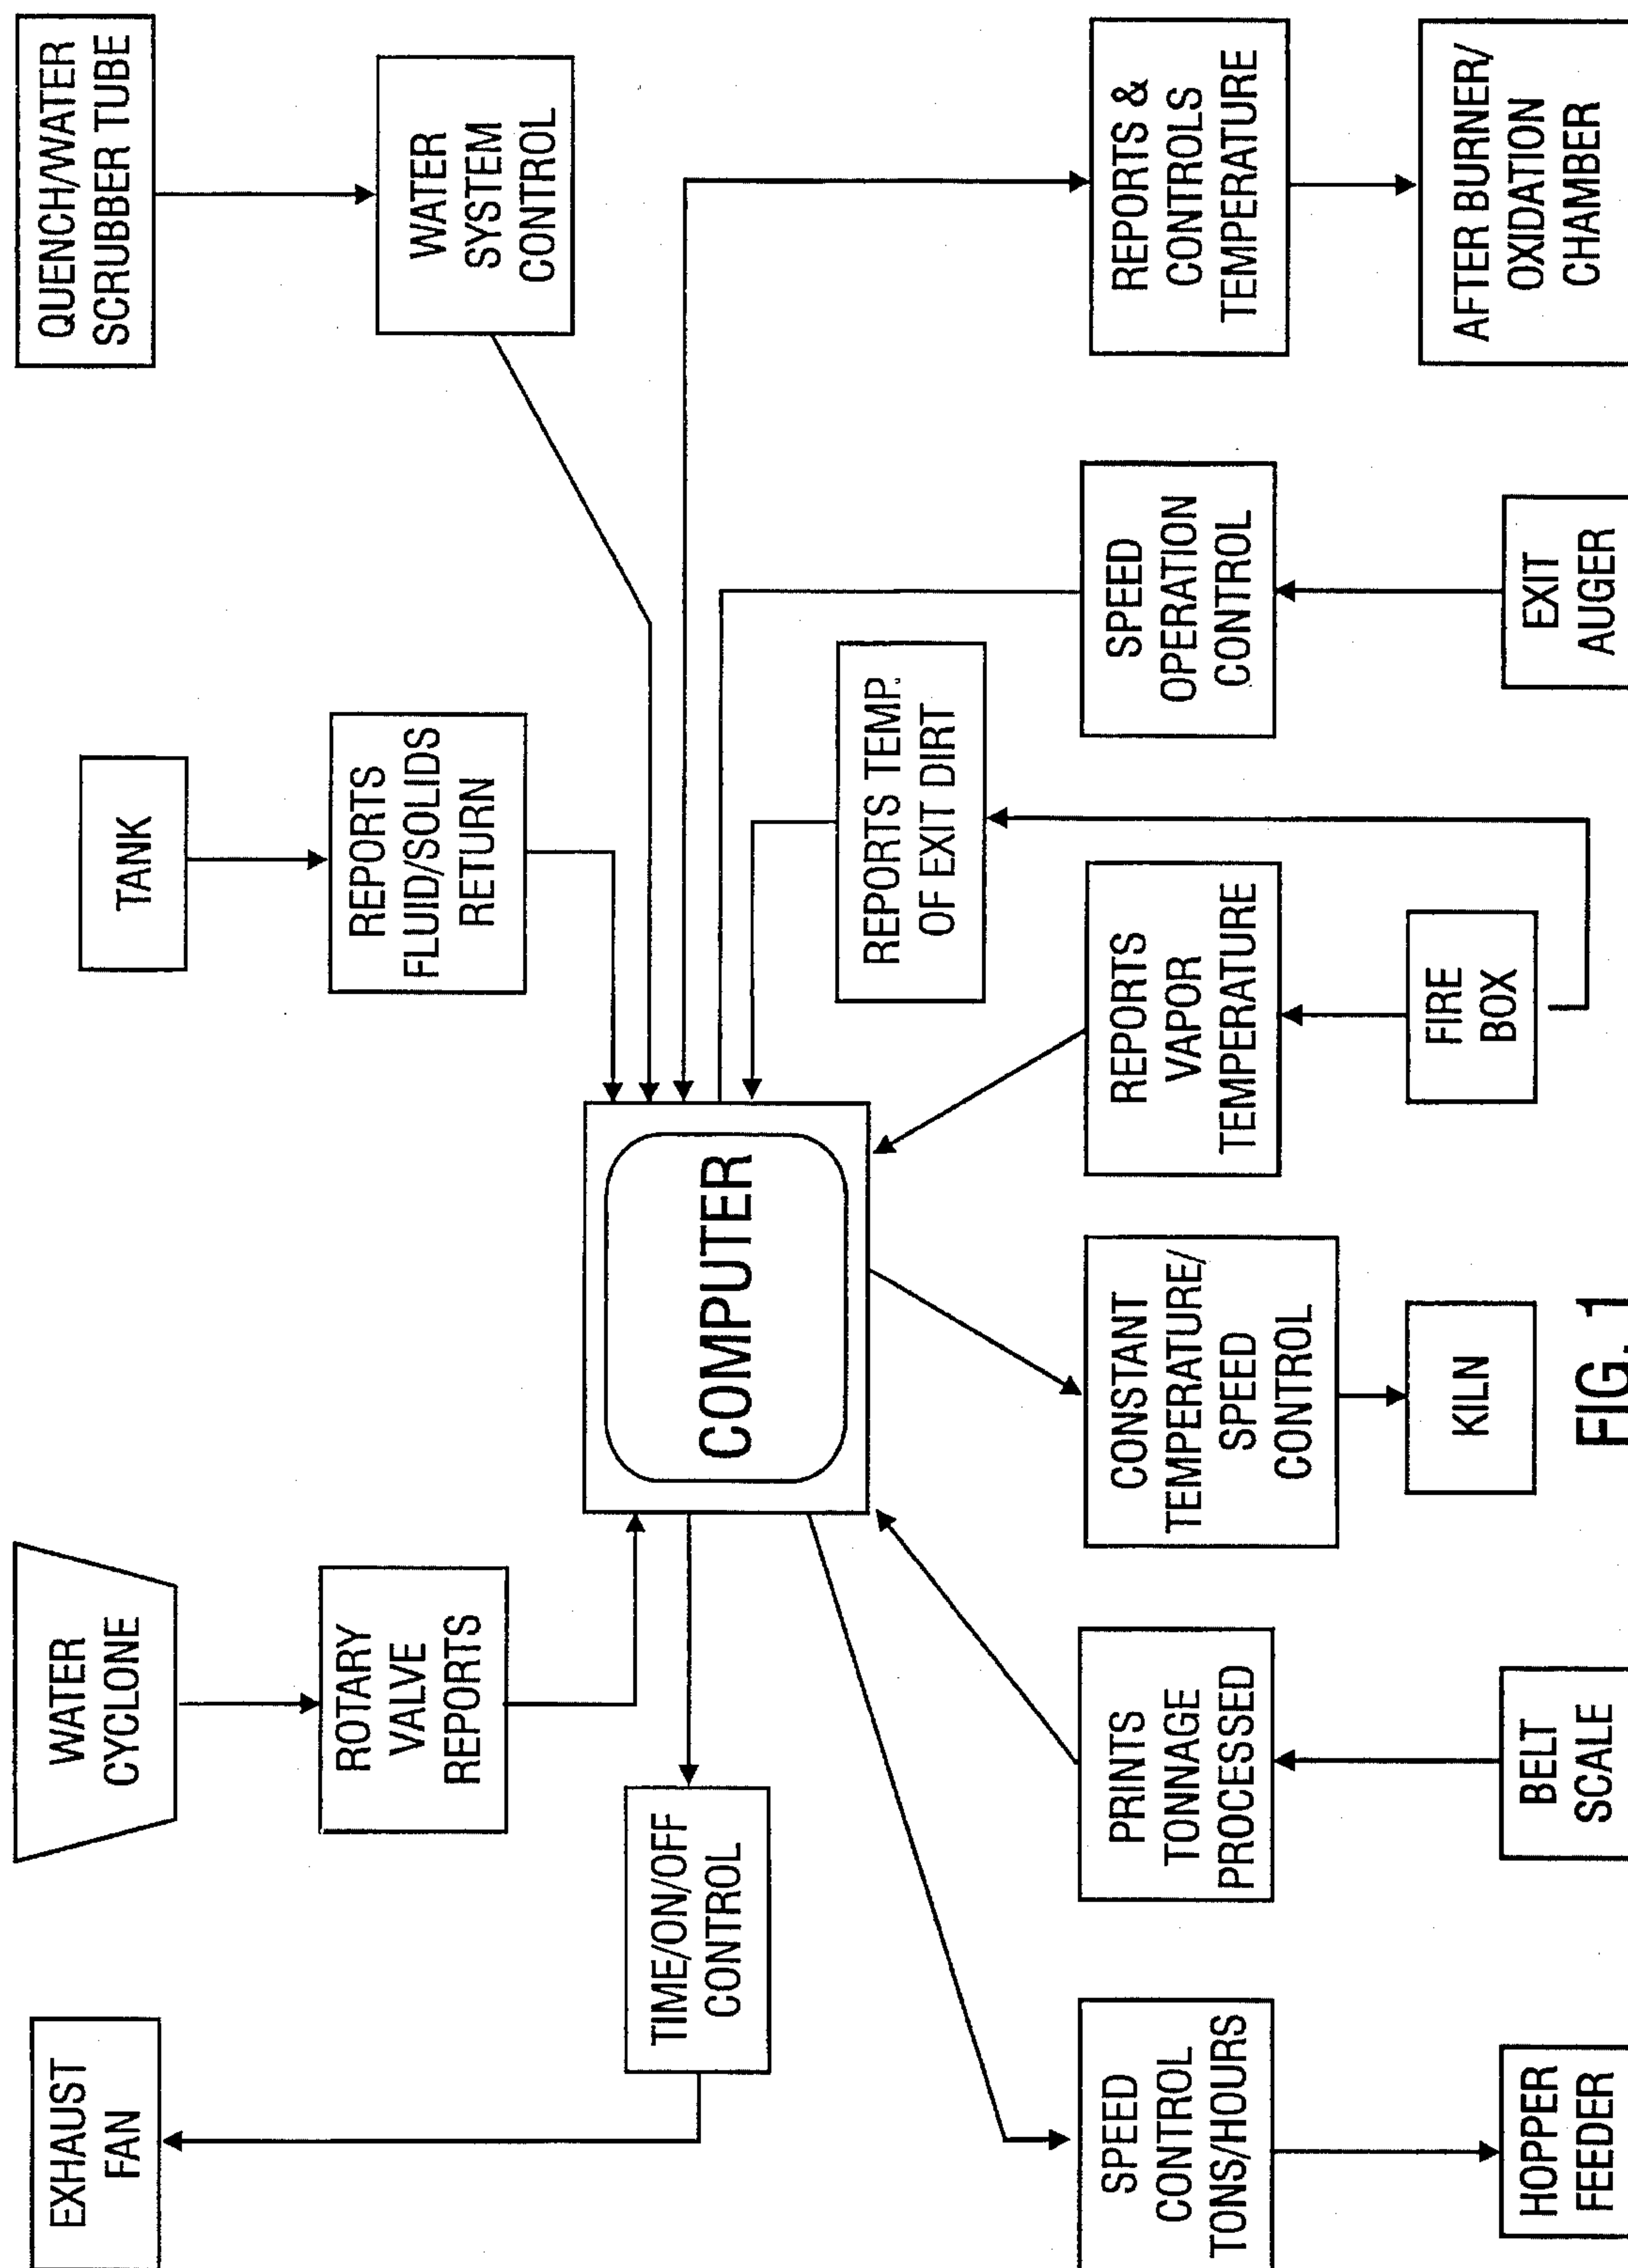 EXHAUST
FAN
WATER
CYCLONE
TANK
QUENCH/WATER
SCRUBBER TUBE
ROTARY
VALVE
REPORTS
REPORTS
FLUID/SOLIDS
RETURN
WATER
SYSTEM
CONTROL
TIME/ON/OFF
CONTROL
COMPUTER
REPORTS TEMP.
OF EXIT DIRT
SPEED
CONTROL
TONS/HOURS
PRINTS
TONNAGE
PROCESSED
CONSTANT
TEMPERATURE/
SPEED
CONTROL
REPORTS
VAPOR
TEMPERATURE
SPEED
OPERATION
CONTROL
REPORTS &
CONTROLS
TEMPERATURE
HOPPER
FEEDER
BELT
SCALE
KILN
FIRE
BOX
EXIT
AUGER
AFTER BURNER/
OXIDATION
CHAMBER
FIG. 1